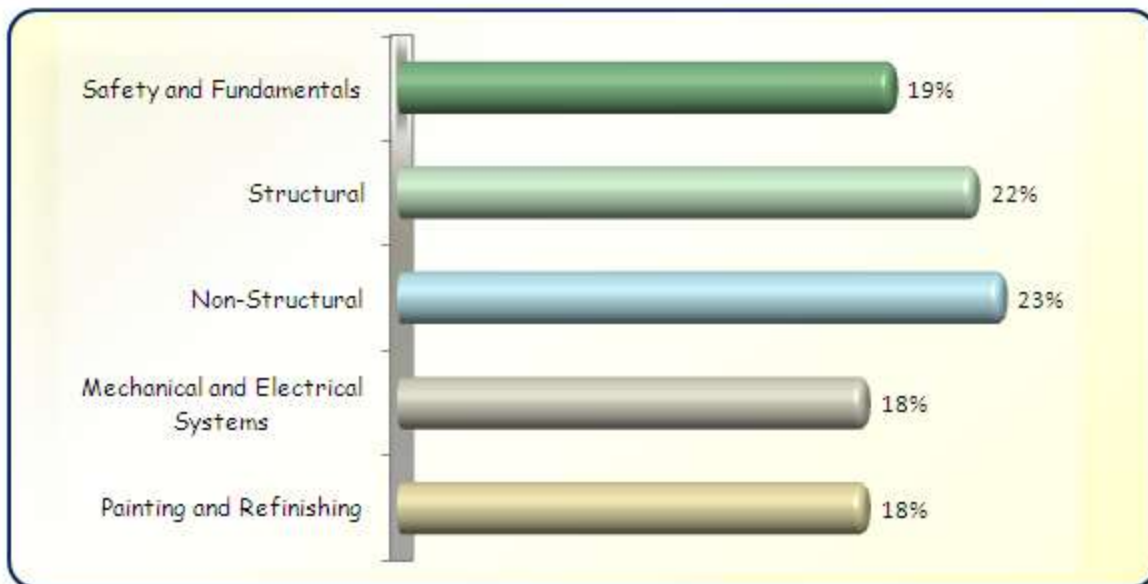 Safety and Fundamentals 19%
Structural 22%
Non-Structural 23%
Mechanical and Electrical
Systems 18%
Painting and Refinishing 18%